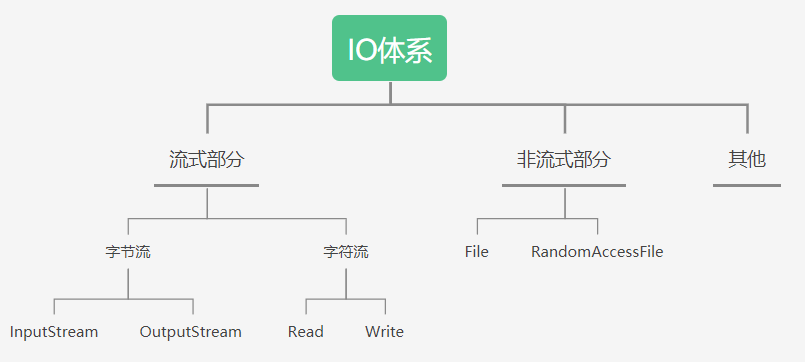 IO体系
流式部分
非流式部分
其他
字节流
字符流
File
RandomAccessFile
InputStream
OutputStream
Read
Write